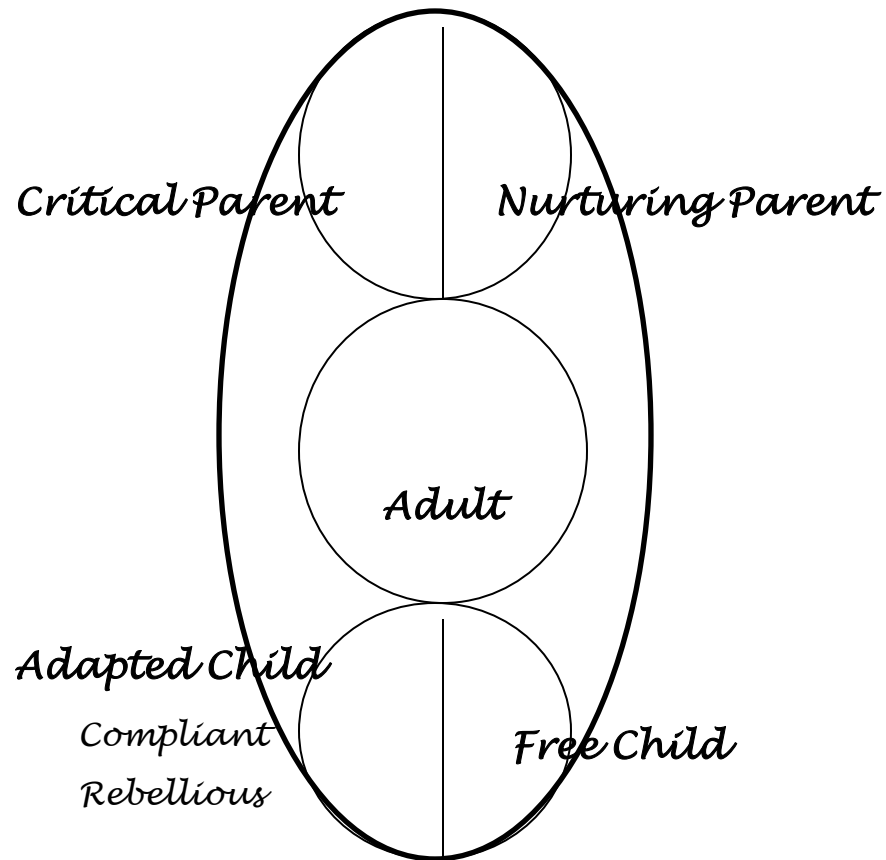 Critical Parent
Nurturing Parent
Adult
Adapted Child
Compliant
Free Child
Rebellious